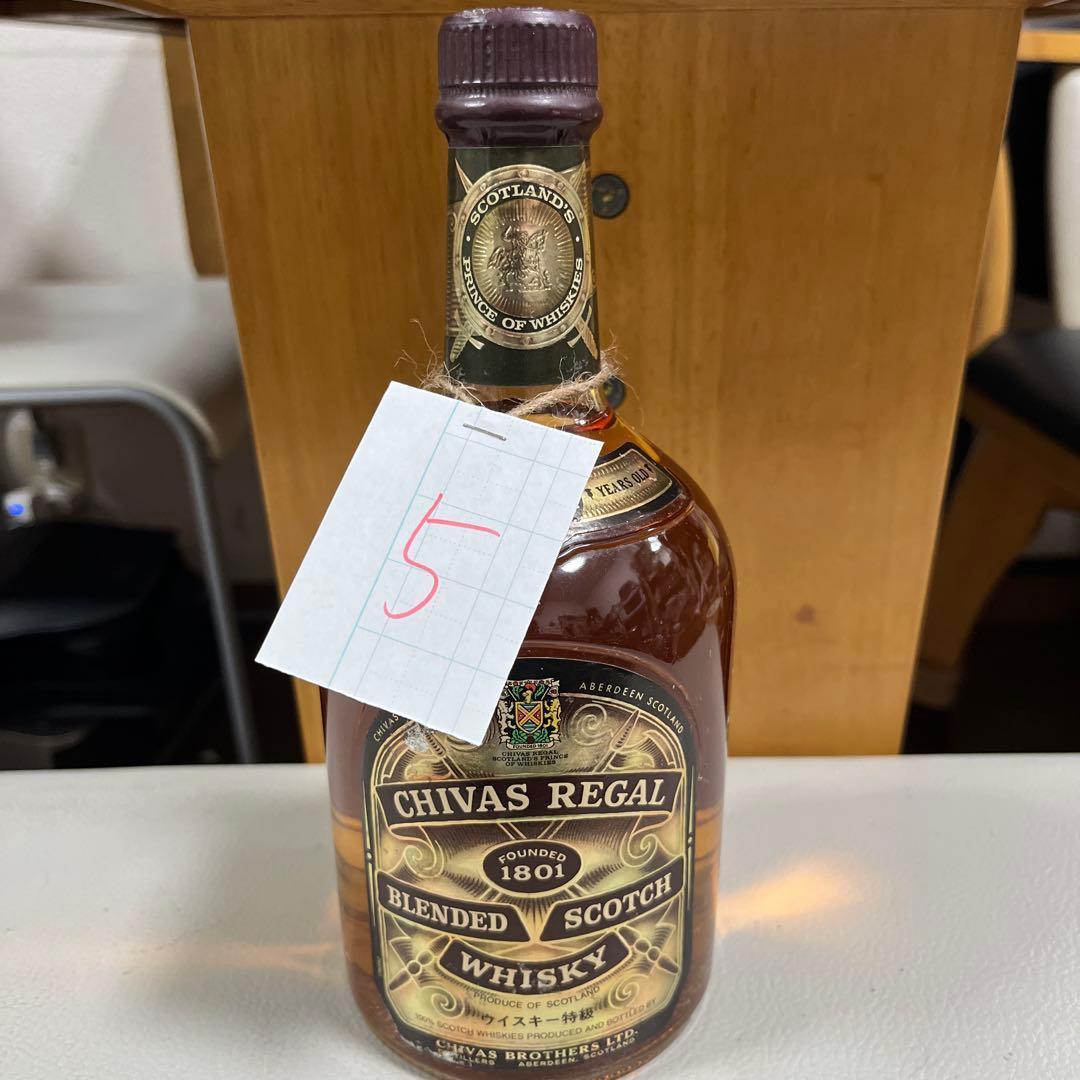 SCOTLAND'S
PRINCE OF WHISKIES
YEARS OLD
5
CHIVAS
ABERDEEN SCOTLAND
FOUNDED 1801
CHIVAS REGAL
SCOTLAND'S PRINCE
OF WHISKIES
CHIVAS REGAL
FOUNDED
1801
BLENDED SCOTCH
WHISKY
PRODUCE OF SCOTLAND
ウイスキー特級
100% SCOTCH WHISKIES PRODUCED AND BOTTLED BY
CHIVAS BROTHERS LTD.
ABERDEEN, SCOTLAND